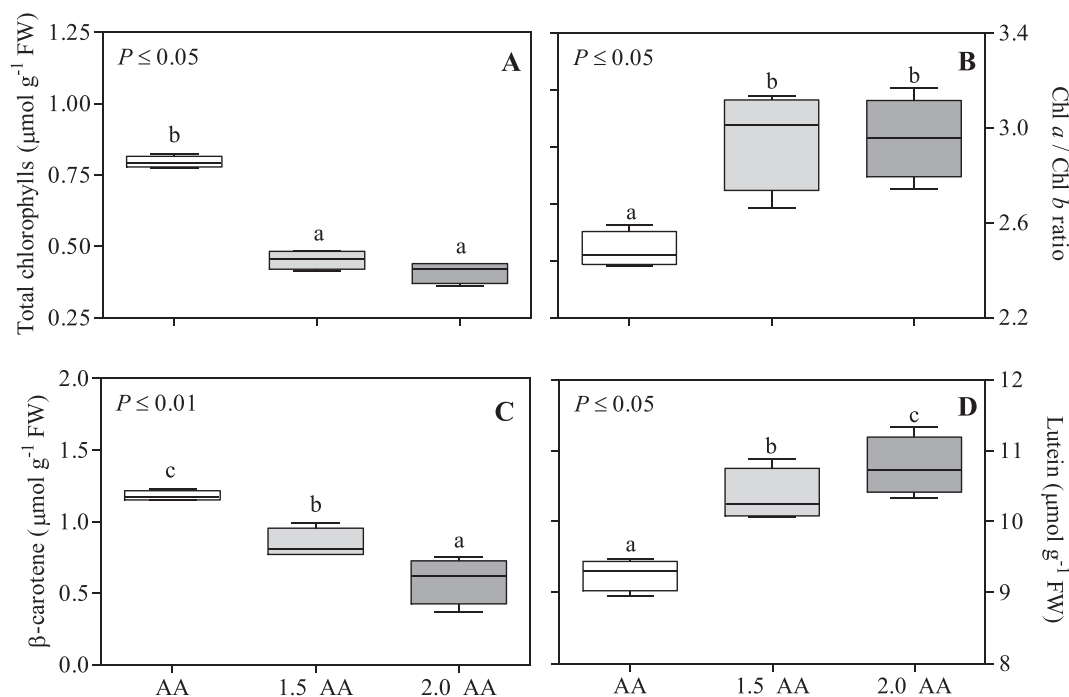 Total chlorophylls (μmol g-1 FW)
1.25
1.00
0.75
0.50
0.25
P ≤ 0.05
A
b
a
a
P ≤ 0.05
B
a
b
b
3.4
3.0
2.6
2.2
Chl a / Chl b ratio
β-carotene (μmol g-1 FW)
2.0
1.5
1.0
0.5
0.0
P ≤ 0.01
C
c
b
a
AA
1.5 AA
2.0 AA
P ≤ 0.05
D
a
b
c
12
11
10
9
8
Lutein (μmol g-1 FW)
AA
1.5 AA
2.0 AA